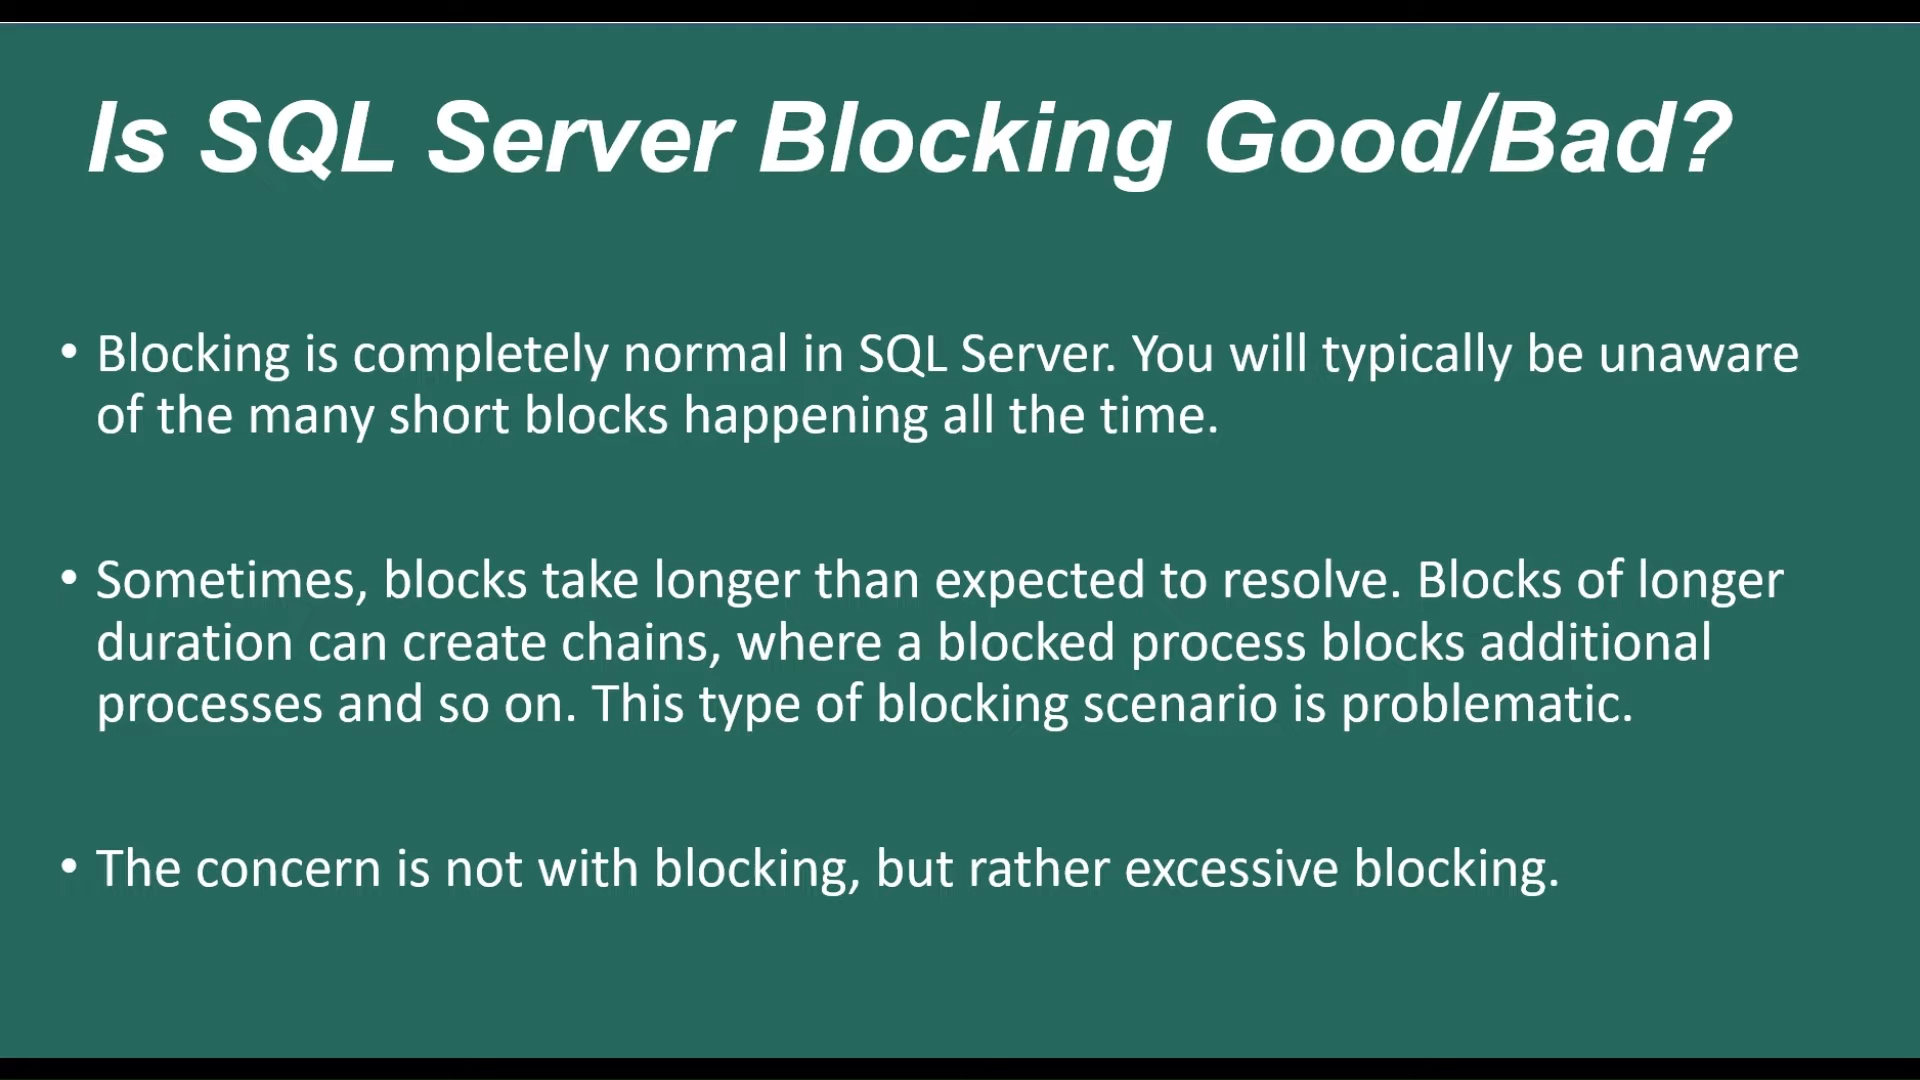 Is SQL Server Blocking Good/Bad?
• Blocking is completely normal in SQL Server. You will typically be unaware
of the many short blocks happening all the time.
• Sometimes, blocks take longer than expected to resolve. Blocks of longer
duration can create chains, where a blocked process blocks additional
processes and so on. This type of blocking scenario is problematic.
• The concern is not with blocking, but rather excessive blocking.